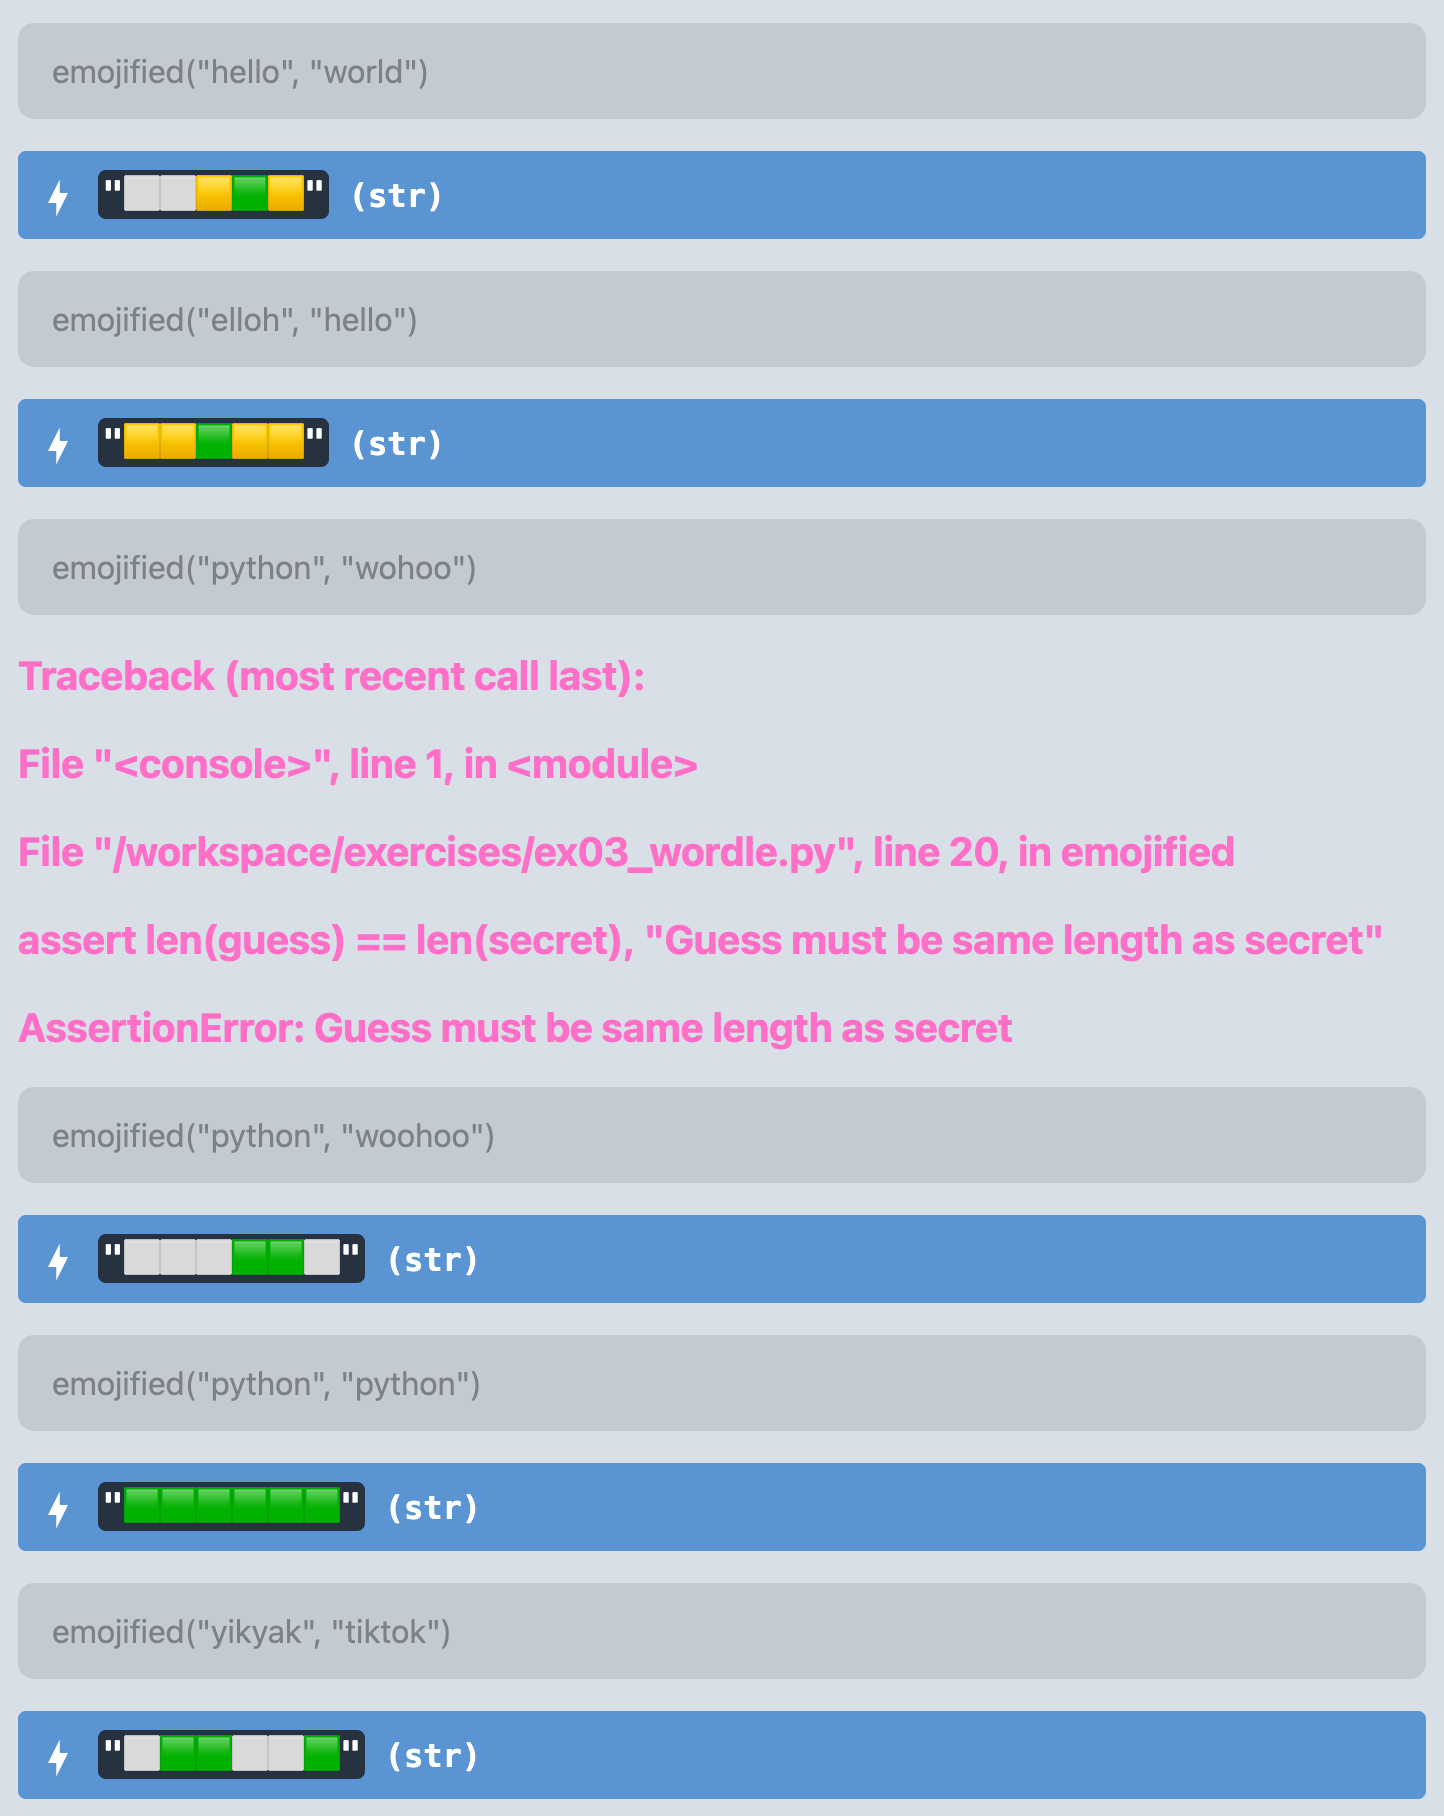 emojified("hello", "world")
"⬜⬜🟨🟩🟨" (str)
emojified("elloh", "hello")
"🟨🟨🟩🟨🟨" (str)
emojified("python", "wohoo")
Traceback (most recent call last):
File "<console>", line 1, in <module>
File "/workspace/exercises/ex03_wordle.py", line 20, in emojified
assert len(guess) == len(secret), "Guess must be same length as secret"
AssertionError: Guess must be same length as secret
emojified("python", "woohoo")
"⬜⬜⬜🟩🟩⬜" (str)
emojified("python", "python")
"🟩🟩🟩🟩🟩🟩" (str)
emojified("yikyak", "tiktok")
"⬜🟩🟩⬜⬜🟩" (str)